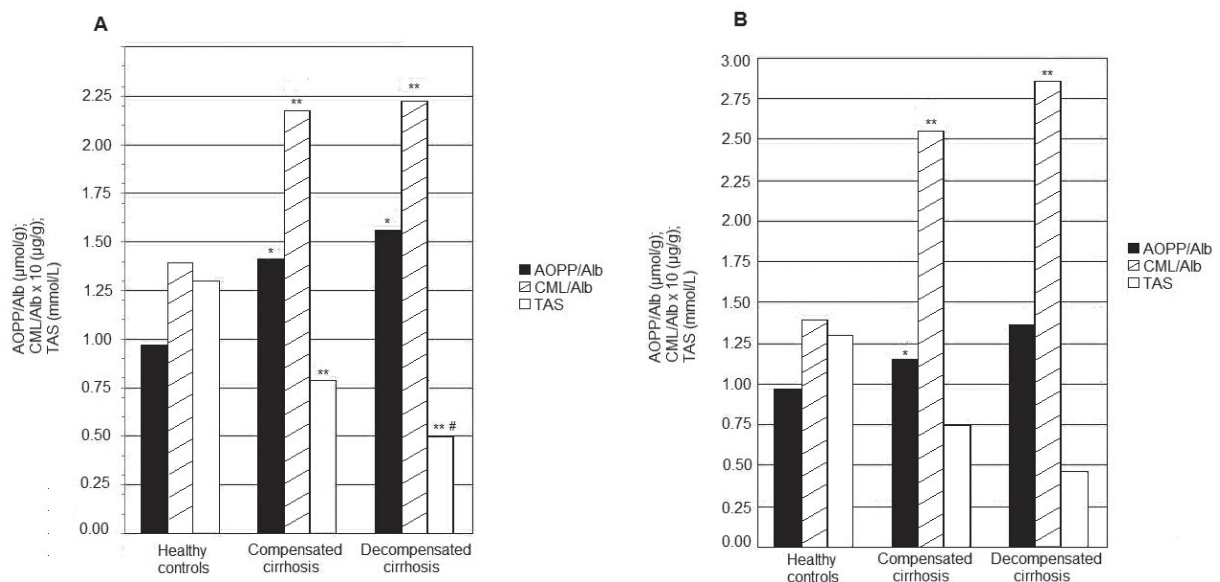 A
2.25
2.00
1.75
1.50
1.25
1.00
0.75
0.50
0.25
0.00
AOPP/Alb (μmol/g);
CML/Alb x 10 (μg/g);
TAS (mmol/L)
*
**
**
*
**
** #
Healthy
controls
Compensated
cirrhosis
Decompensated
cirrhosis
AOPP/Alb
CML/Alb
TAS
B
3.00
2.75
2.50
2.25
2.00
1.75
1.50
1.25
1.00
0.75
0.50
0.25
0.00
AOPP/Alb (μmol/g);
CML/Alb x 10 (μg/g);
TAS (mmol/L)
*
**
**
Healthy
controls
Compensated
cirrhosis
Decompensated
cirrhosis
AOPP/Alb
CML/Alb
TAS